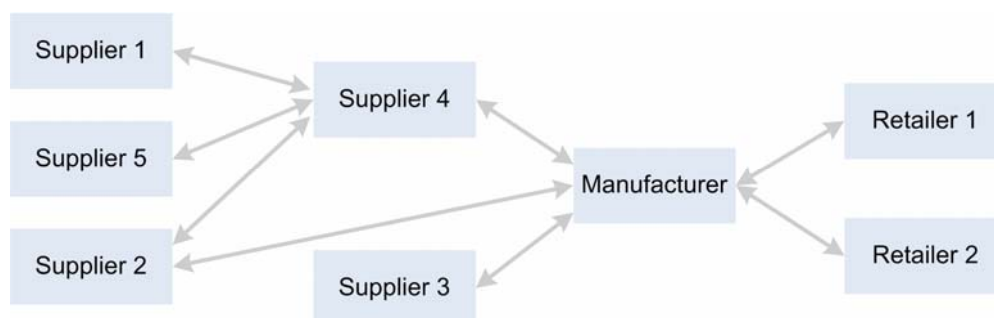 Supplier 1
Supplier 5
Supplier 2
Supplier 4
Supplier 3
Manufacturer
Retailer 1
Retailer 2